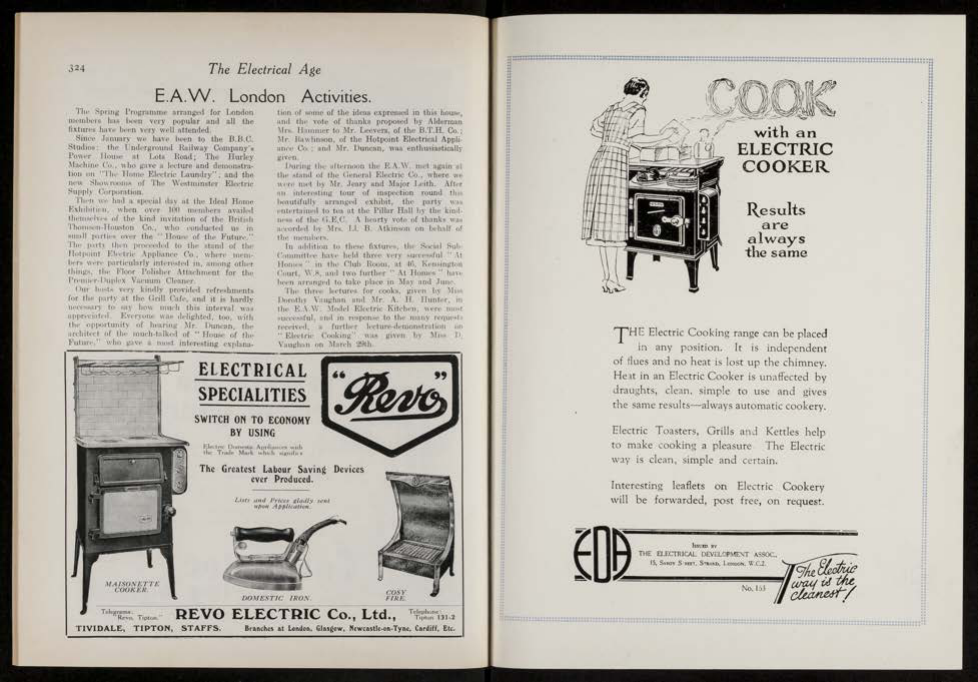 324
The Electrical Age
E.A.W. London Activities.
The Spring Programme arranged for London
members has been very popular and all the
fixtures have been very well attended.
Since January we have been to the B.B.C.
Studios; the Underground Railway Company's
Power House at Lots Road; The Hurley
Machine Co., who gave a lecture and demonstra-
tion on "The Home Electric Laundry"; and the
new Showrooms of The Westminster Electric
Supply Corporation.
Then we had a special day at the Ideal Home
Exhibition, when over 100 members availed
themselves of the kind invitation of the British
Thomson-Houston Co., who conducted us in
small parties over the "House of the Future."
The party then proceeded to the stand of the
Hotpoint Electric Appliance Co., where mem-
bers were particularly interested in, among other
things, the Floor Polisher Attachment for the
Premier-Duplex Vacuum Cleaner.
Our hosts very kindly provided refreshments
for the party at the Grill Cafe, and it is hardly
necessary to say how much this interval was
appreciated. Everyone was delighted, too, with
the opportunity of hearing Mr. Duncan, the
architect of the much-talked of "House of the
Future," who gave a most interesting explana-
tion of some of the ideas expressed in this house,
and the vote of thanks proposed by Alderman
Mrs. Hammer to Mr. Leevers, of the B.T.H. Co.;
Mr. Rawlinson, of the Hotpoint Electrical Appli-
ance Co; and Mr. Duncan, was enthusiastically
given.
During the afternoon the E.A.W. met again at
the stand of the General Electric Co., where we
were met by Mr. Jeary and Major Leith. After
an interesting tour of inspection round this
beautifully arranged exhibit, the party was
entertained to tea at the Pillar Hall by the kind-
ness of the G.E.C. A hearty vote of thanks was
accorded by Mrs. Ll. B. Atkinson on behalf of
the members.
In addition to these fixtures, the Social Sub-
Committee have held three very successful "At
Homes" in the Club Room, at 46, Kensington
Court, W.8, and two further "At Homes" have
been arranged to take place in May and June.
The three lectures for cooks, given by Miss
Dorothy Vaughan and Mr. A. H. Hunter, in
the E.A.W. Model Electric Kitchen, were most
successful, and in response to the many requests
received, a further lecture-demonstration on
"Electric Cooking" was given by Miss D.
Vaughan on March 29th.
ELECTRICAL
SPECIALITIES
SWITCH ON TO ECONOMY
BY USING
Electric Domestic Appliances with
the Trade Mark which signifies
"Revo"
The Greatest Labour Saving Devices
ever Produced.
Lists and Prices gladly sent
upon Application.
MAISONETTE
COOKER.
DOMESTIC IRON.
COSY
FIRE.
Telegrams:
"Revo, Tipton."
REVO ELECTRIC Co., Ltd.,
Telephone:
Tipton 131-2
TIVIDALE, TIPTON, STAFFS.
Branches at London, Glasgow, Newcastle-on-Tyne, Cardiff, Etc.
COOK
with an
ELECTRIC
COOKER
Results
are
always
the same
THE Electric Cooking range can be placed
in any position. It is independent
of flues and no heat is lost up the chimney.
Heat in an Electric Cooker is unaffected by
draughts, clean, simple to use and gives
the same results—always automatic cookery.
Electric Toasters, Grills and Kettles help
to make cooking a pleasure The Electric
way is clean, simple and certain.
Interesting leaflets on Electric Cookery
will be forwarded, post free, on request.
EDA
ISSUED BY
THE ELECTRICAL DEVELOPMENT ASSOC.,
15, SAVOY STREET, STRAND, LONDON, W.C.2.
No. 153
The Electric
way is the
cleanest!